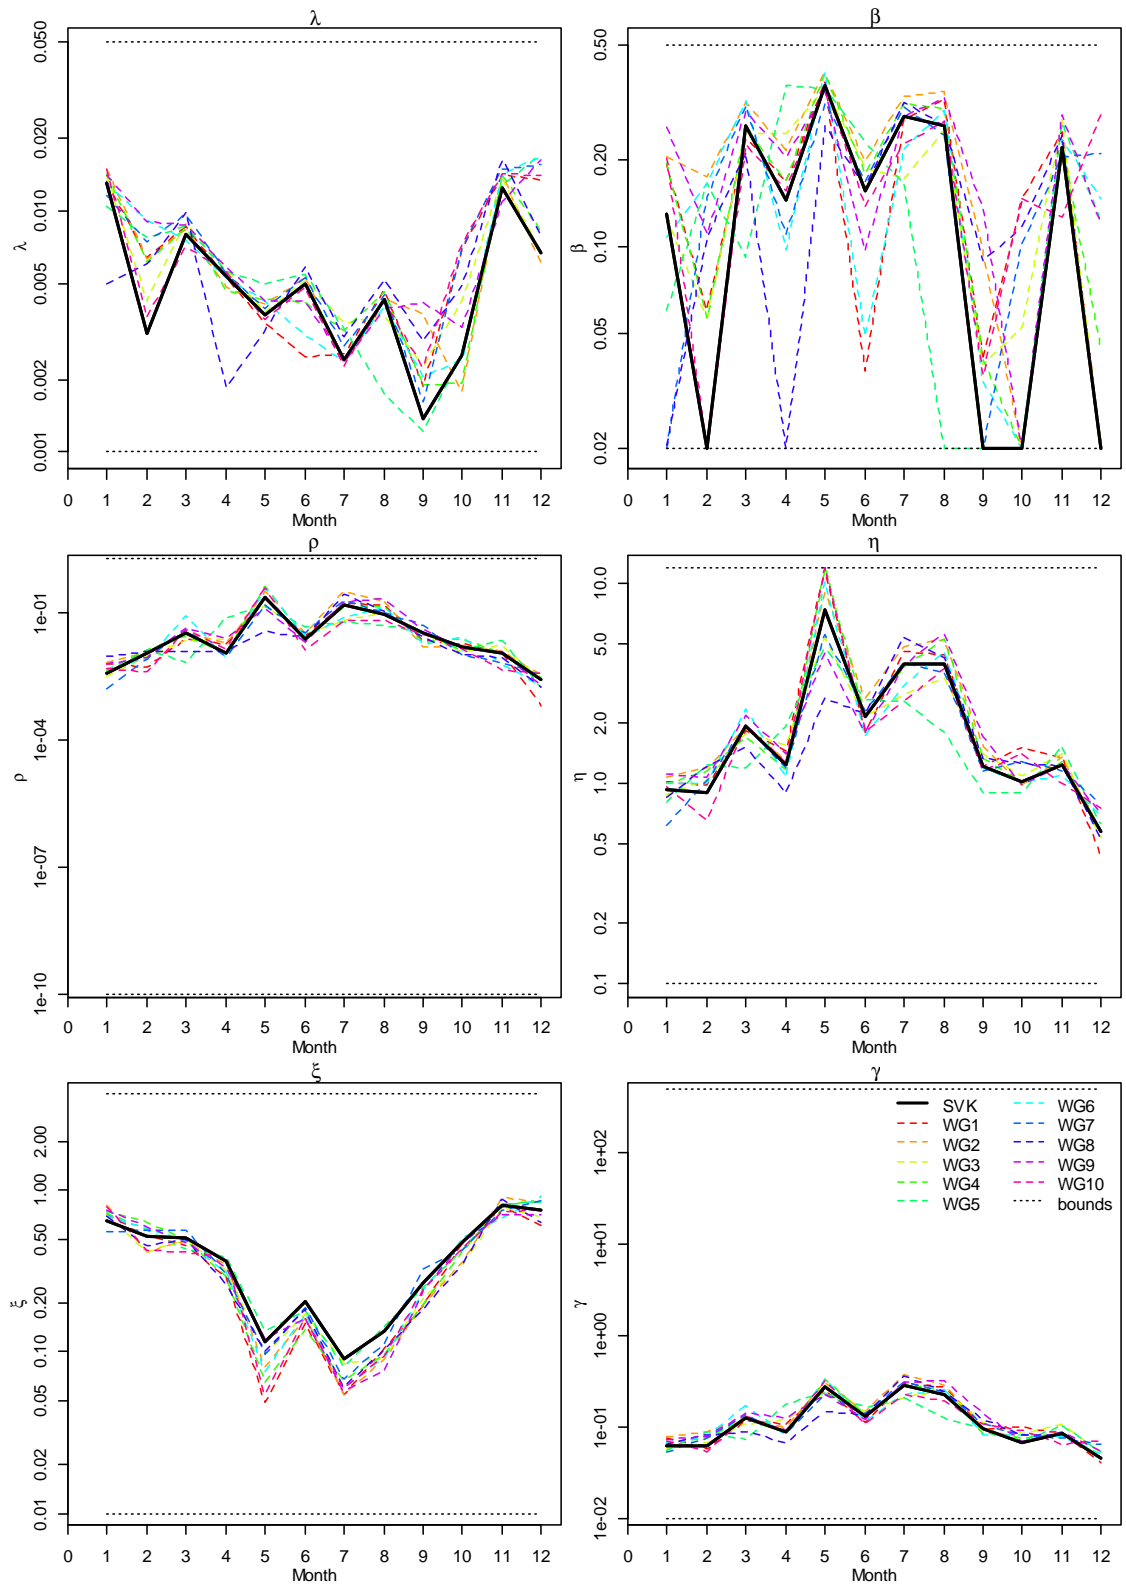 λ
0.050
0.020
0.010
0.005
0.002
0.001
λ
0 1 2 3 4 5 6 7 8 9 10 11 12
Month
β
0.50
0.20
0.10
0.05
0.02
β
0 1 2 3 4 5 6 7 8 9 10 11 12
Month
ρ
1e-01
1e-04
1e-07
1e-10
ρ
0 1 2 3 4 5 6 7 8 9 10 11 12
Month
η
10.0
5.0
2.0
1.0
0.5
0.2
0.1
η
0 1 2 3 4 5 6 7 8 9 10 11 12
Month
ξ
2.00
1.00
0.50
0.20
0.10
0.05
0.02
0.01
ξ
0 1 2 3 4 5 6 7 8 9 10 11 12
Month
γ
1e+02
1e+01
1e+00
1e-01
1e-02
γ
SVK WG6
WG1 WG7
WG2 WG8
WG3 WG9
WG4 WG10
WG5 bounds
0 1 2 3 4 5 6 7 8 9 10 11 12
Month